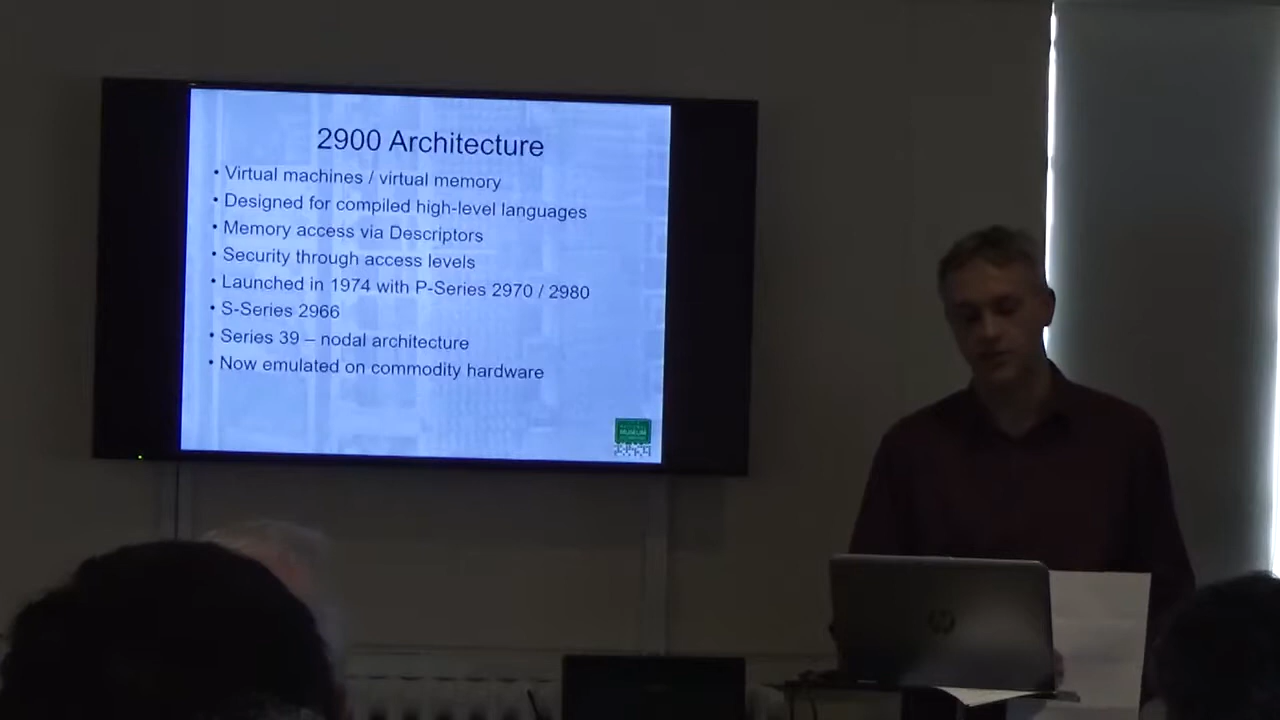 2900 Architecture
• Virtual machines / virtual memory
• Designed for compiled high-level languages
• Memory access via Descriptors
• Security through access levels
• Launched in 1974 with P-Series 2970 / 2980
• S-Series 2966
• Series 39 – nodal architecture
• Now emulated on commodity hardware
MUSEUM
hp